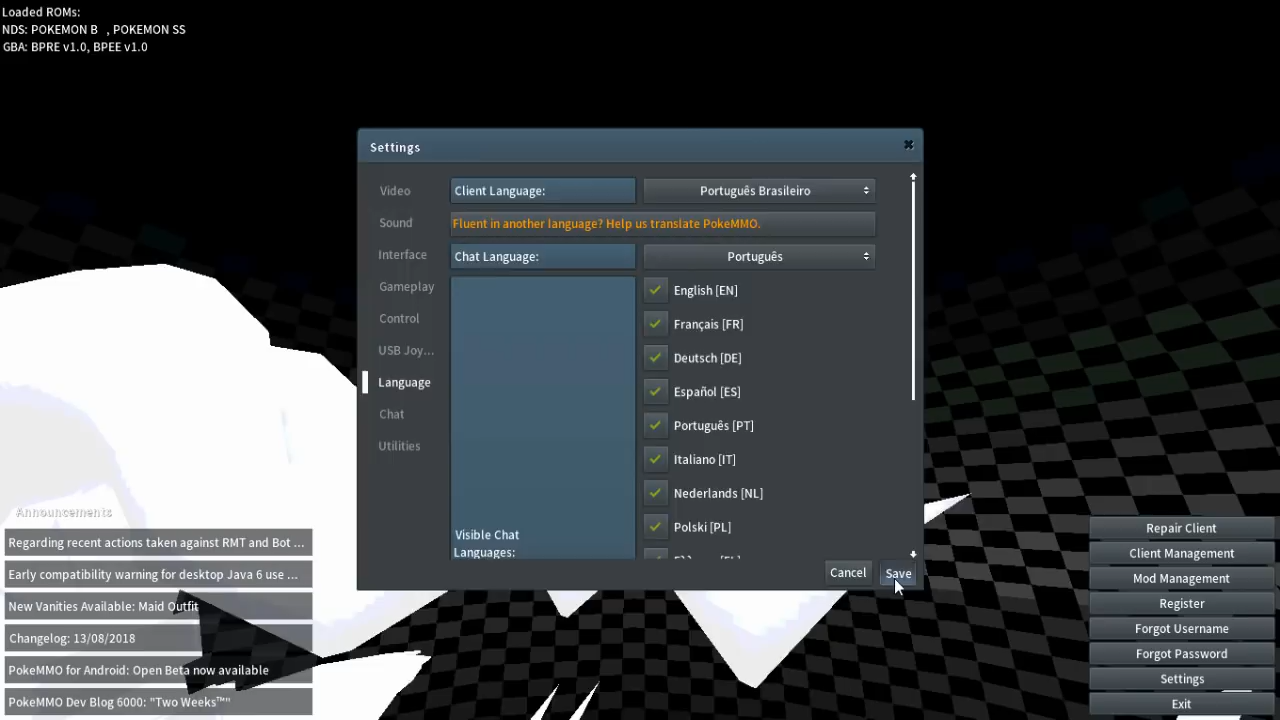 Loaded ROMs:
NDS: POKEMON B , POKEMON SS
GBA: BPRE v1.0, BPEE v1.0
Settings
Video
Client Language:
Português Brasileiro
Sound
Fluent in another language? Help us translate PokeMMO.
Interface
Chat Language:
Português
Gameplay
English [EN]
Control
Français [FR]
USB Joy...
Deutsch [DE]
Language
Español [ES]
Chat
Português [PT]
Utilities
Italiano [IT]
Nederlands [NL]
Polski [PL]
Visible Chat
Languages:
Cancel
Save
Announcements
Regarding recent actions taken against RMT and Bot ...
Early compatibility warning for desktop Java 6 use ...
New Vanities Available: Maid Outfit
Changelog: 13/08/2018
PokeMMO for Android: Open Beta now available
PokeMMO Dev Blog 6000: "Two Weeks™"
Repair Client
Client Management
Mod Management
Register
Forgot Username
Forgot Password
Settings
Exit